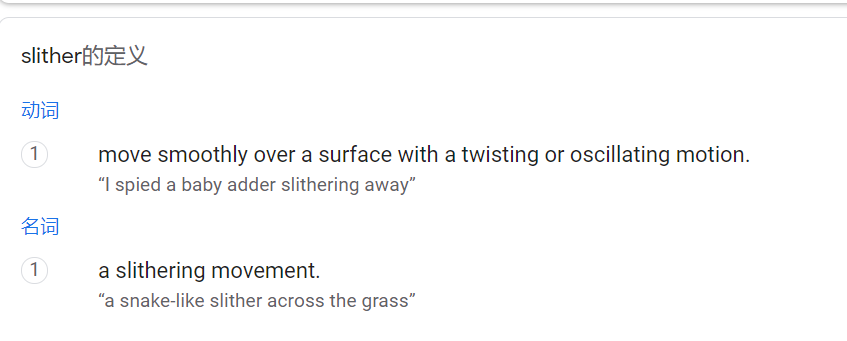 slither的定义
动词
1 move smoothly over a surface with a twisting or oscillating motion.
“I spied a baby adder slithering away”
名词
1 a slithering movement.
“a snake-like slither across the grass”